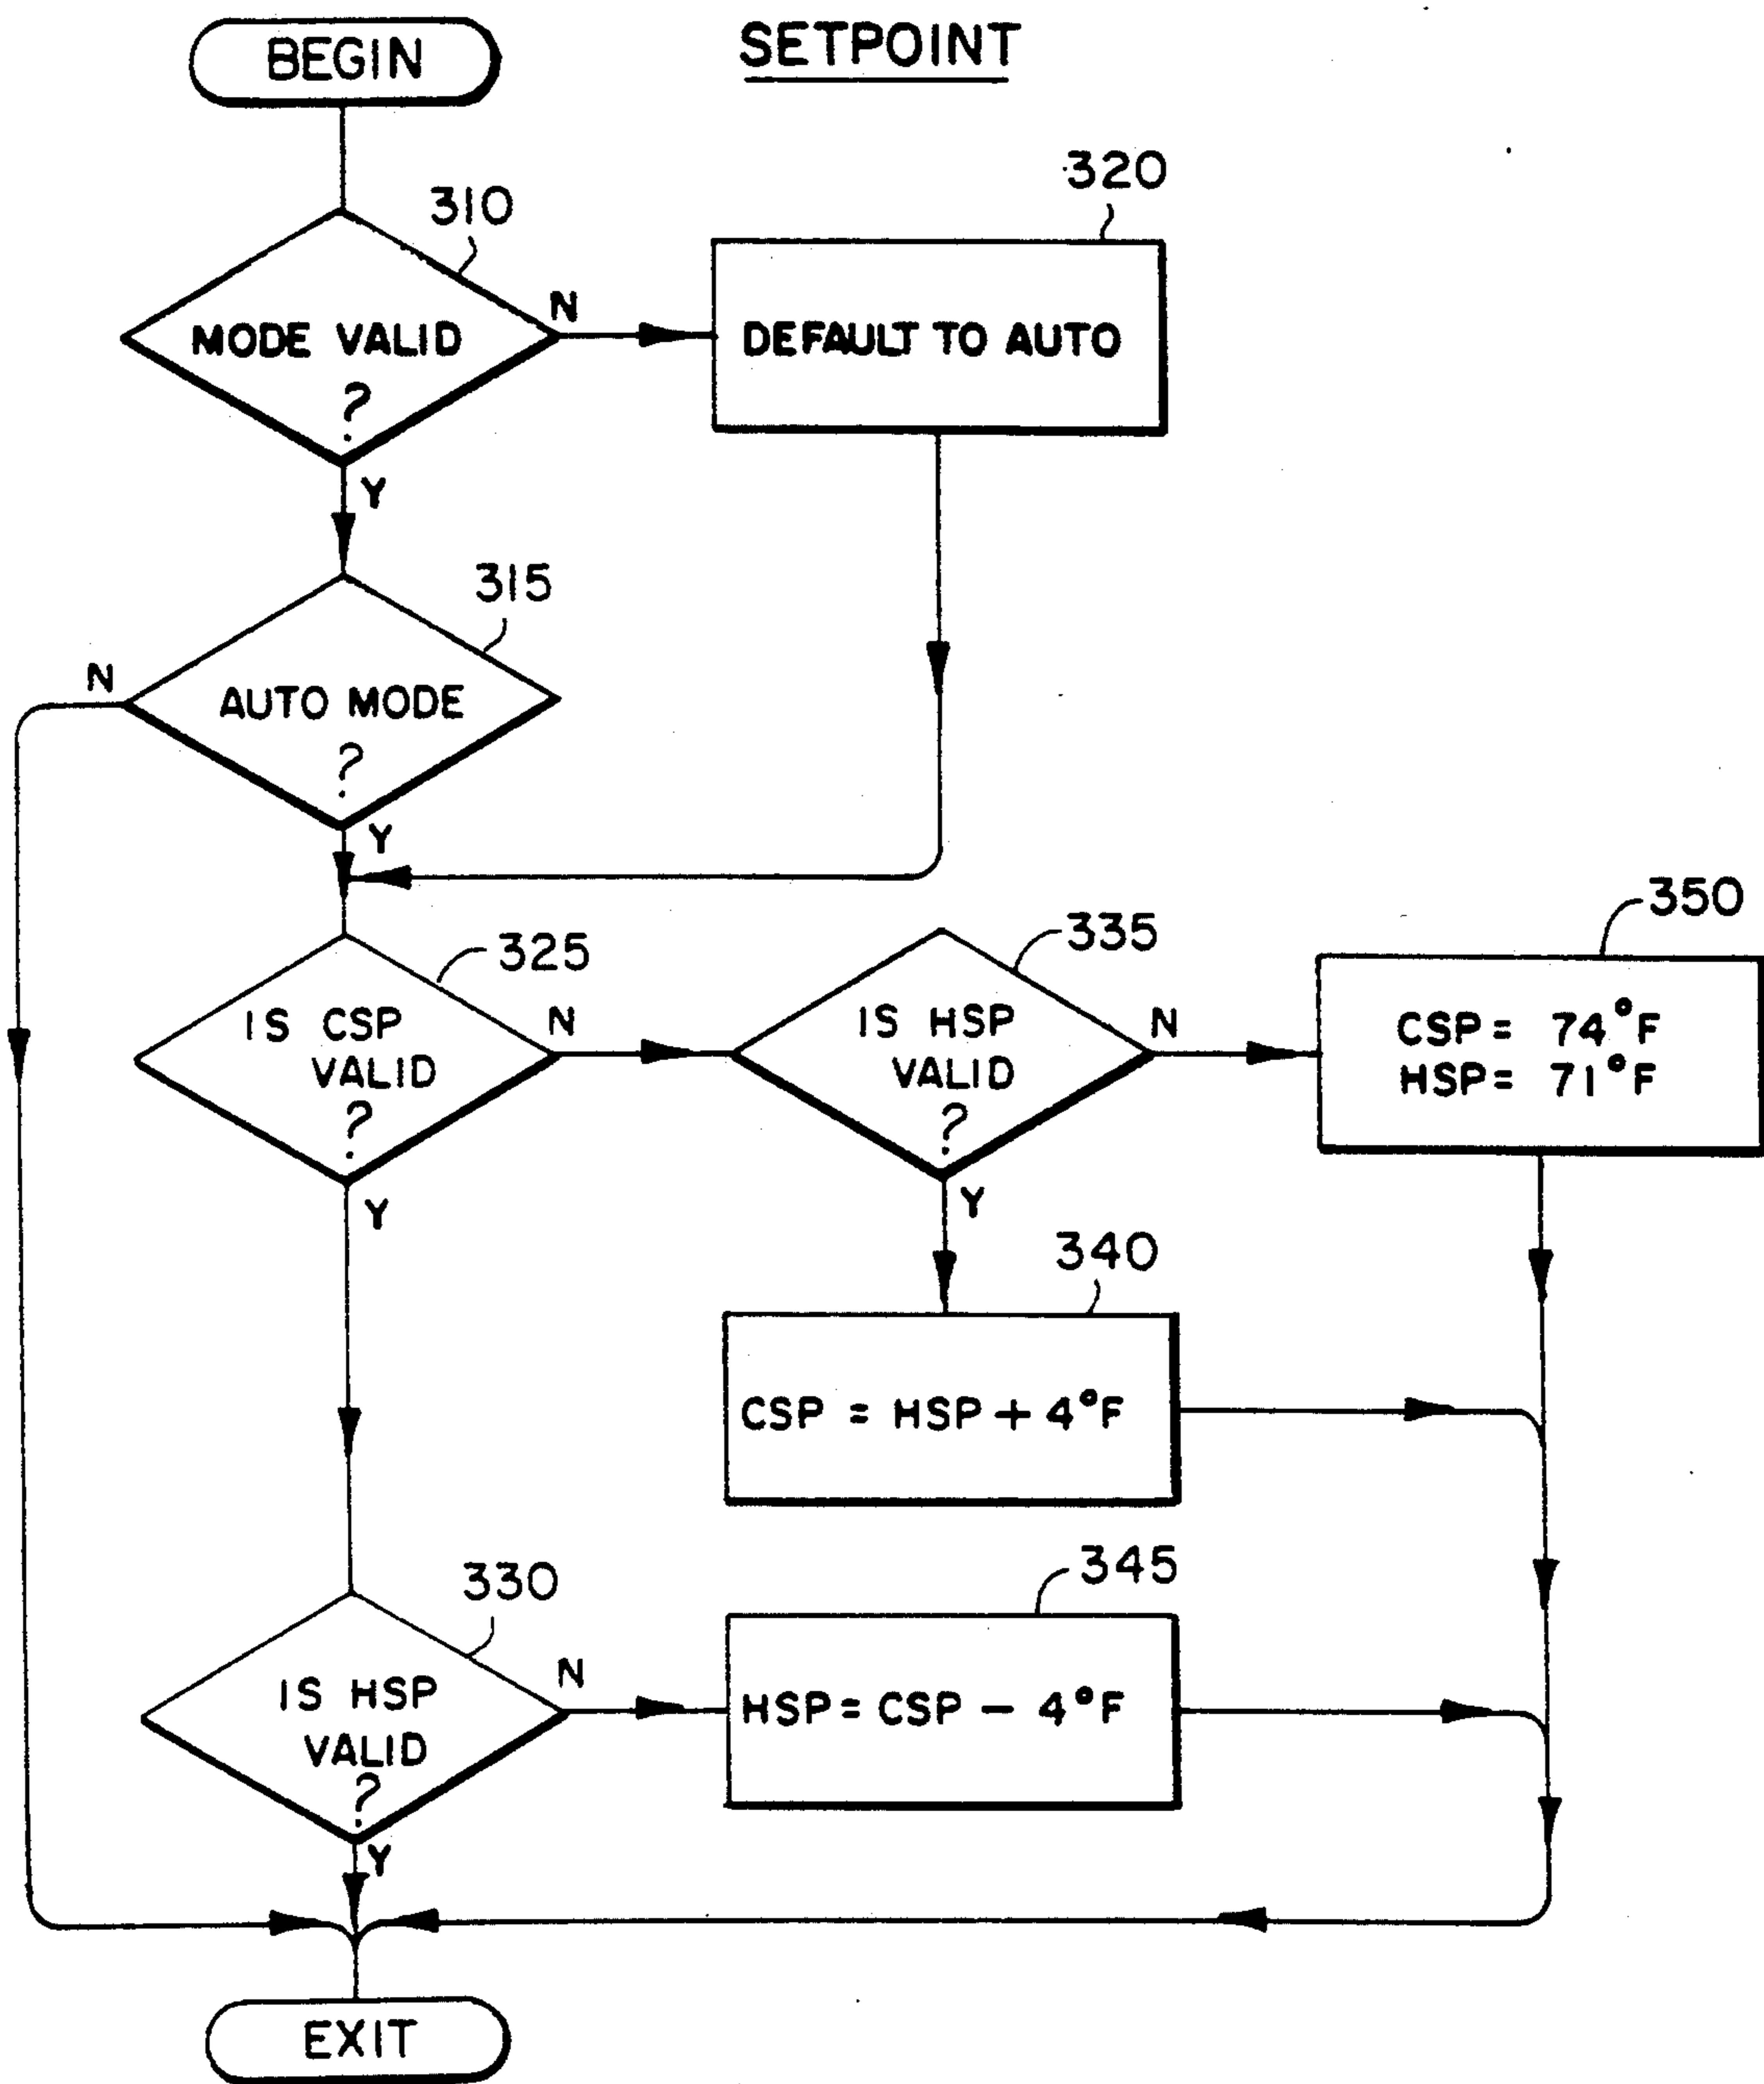 SETPOINT
BEGIN
310
MODE VALID
?
N
Y
320
DEFAULT TO AUTO
315
AUTO MODE
?
N
Y
325
IS CSP
VALID
?
N
Y
335
IS HSP
VALID
?
N
Y
350
CSP = 74°F
HSP = 71°F
340
CSP = HSP + 4°F
330
IS HSP
VALID
?
N
Y
345
HSP = CSP - 4°F
EXIT